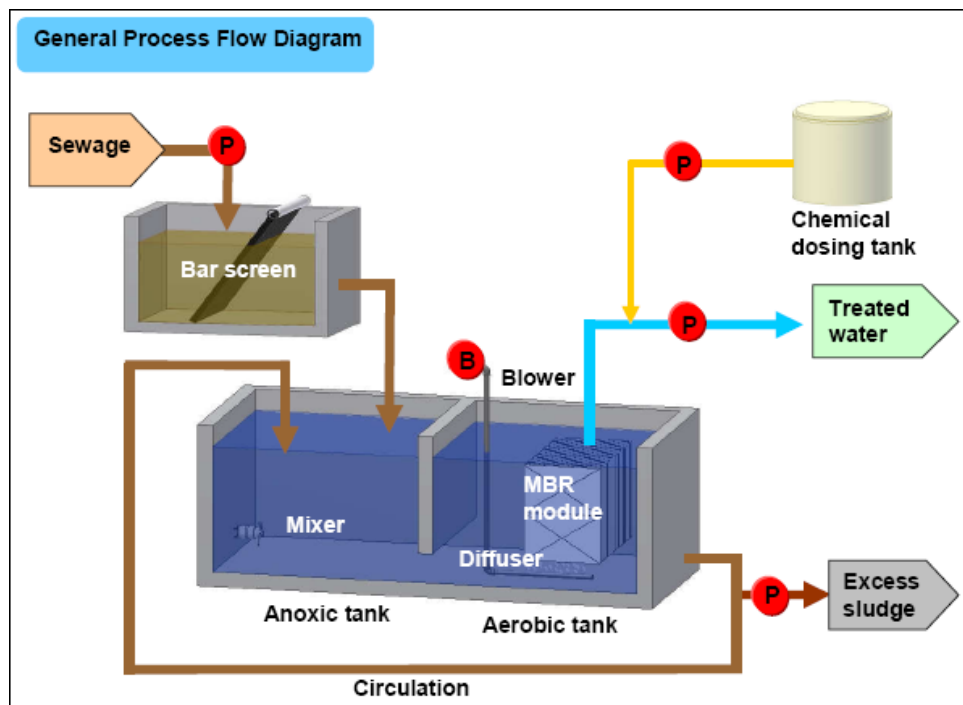 General Process Flow Diagram
Sewage
P
P
Chemical
dosing tank
Bar screen
P
Treated
water
B
Blower
MBR
module
Mixer
Diffuser
Anoxic tank
Aerobic tank
P
Excess
sludge
Circulation